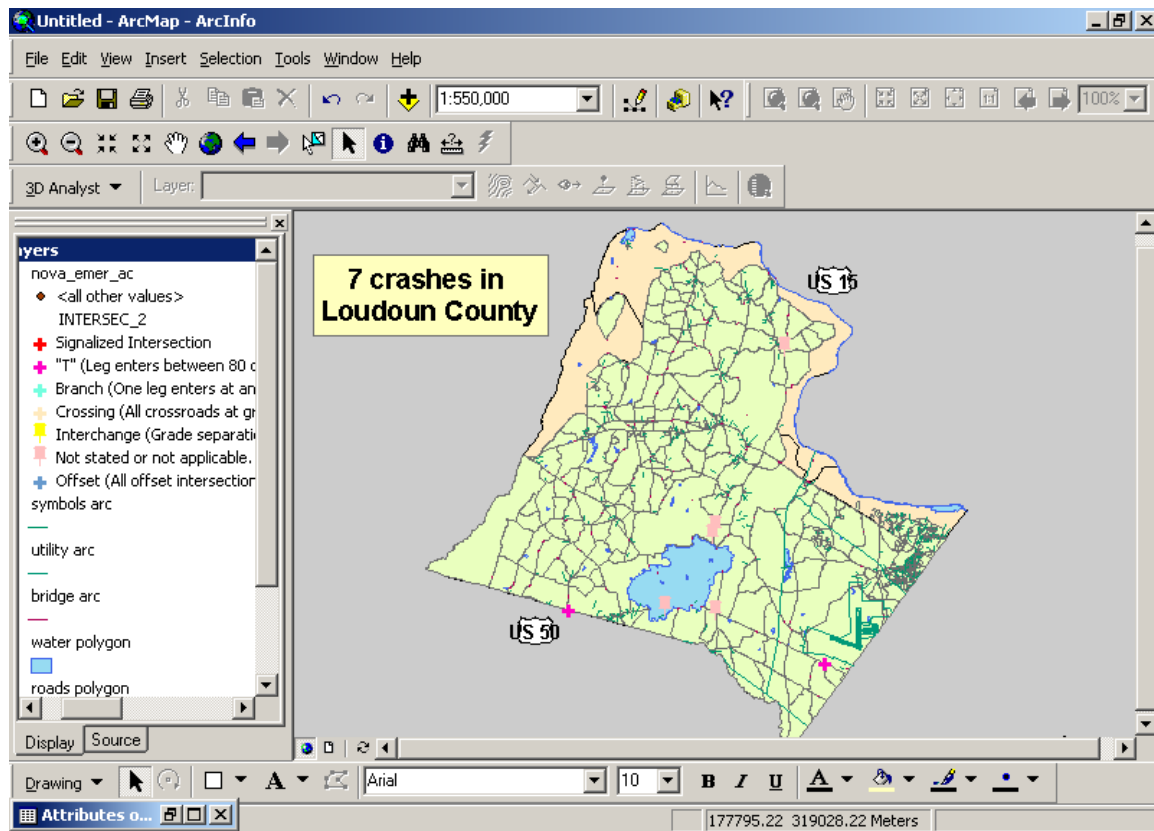 Untitled - ArcMap - ArcInfo
File Edit View Insert Selection Tools Window Help
1:550,000
1:1
100%
3D Analyst
Layer:
yers
nova_emer_ac
<all other values>
INTERSEC_2
Signalized Intersection
"T" (Leg enters between 80 c
Branch (One leg enters at an
Crossing (All crossroads at gr
Interchange (Grade separati
Not stated or not applicable.
Offset (All offset intersection
symbols arc
utility arc
bridge arc
water polygon
roads polygon
Display Source
7 crashes in
Loudoun County
US 15
US 50
Drawing
A
Arial
10
B I U A
Attributes o...
177795.22 319028.22 Meters